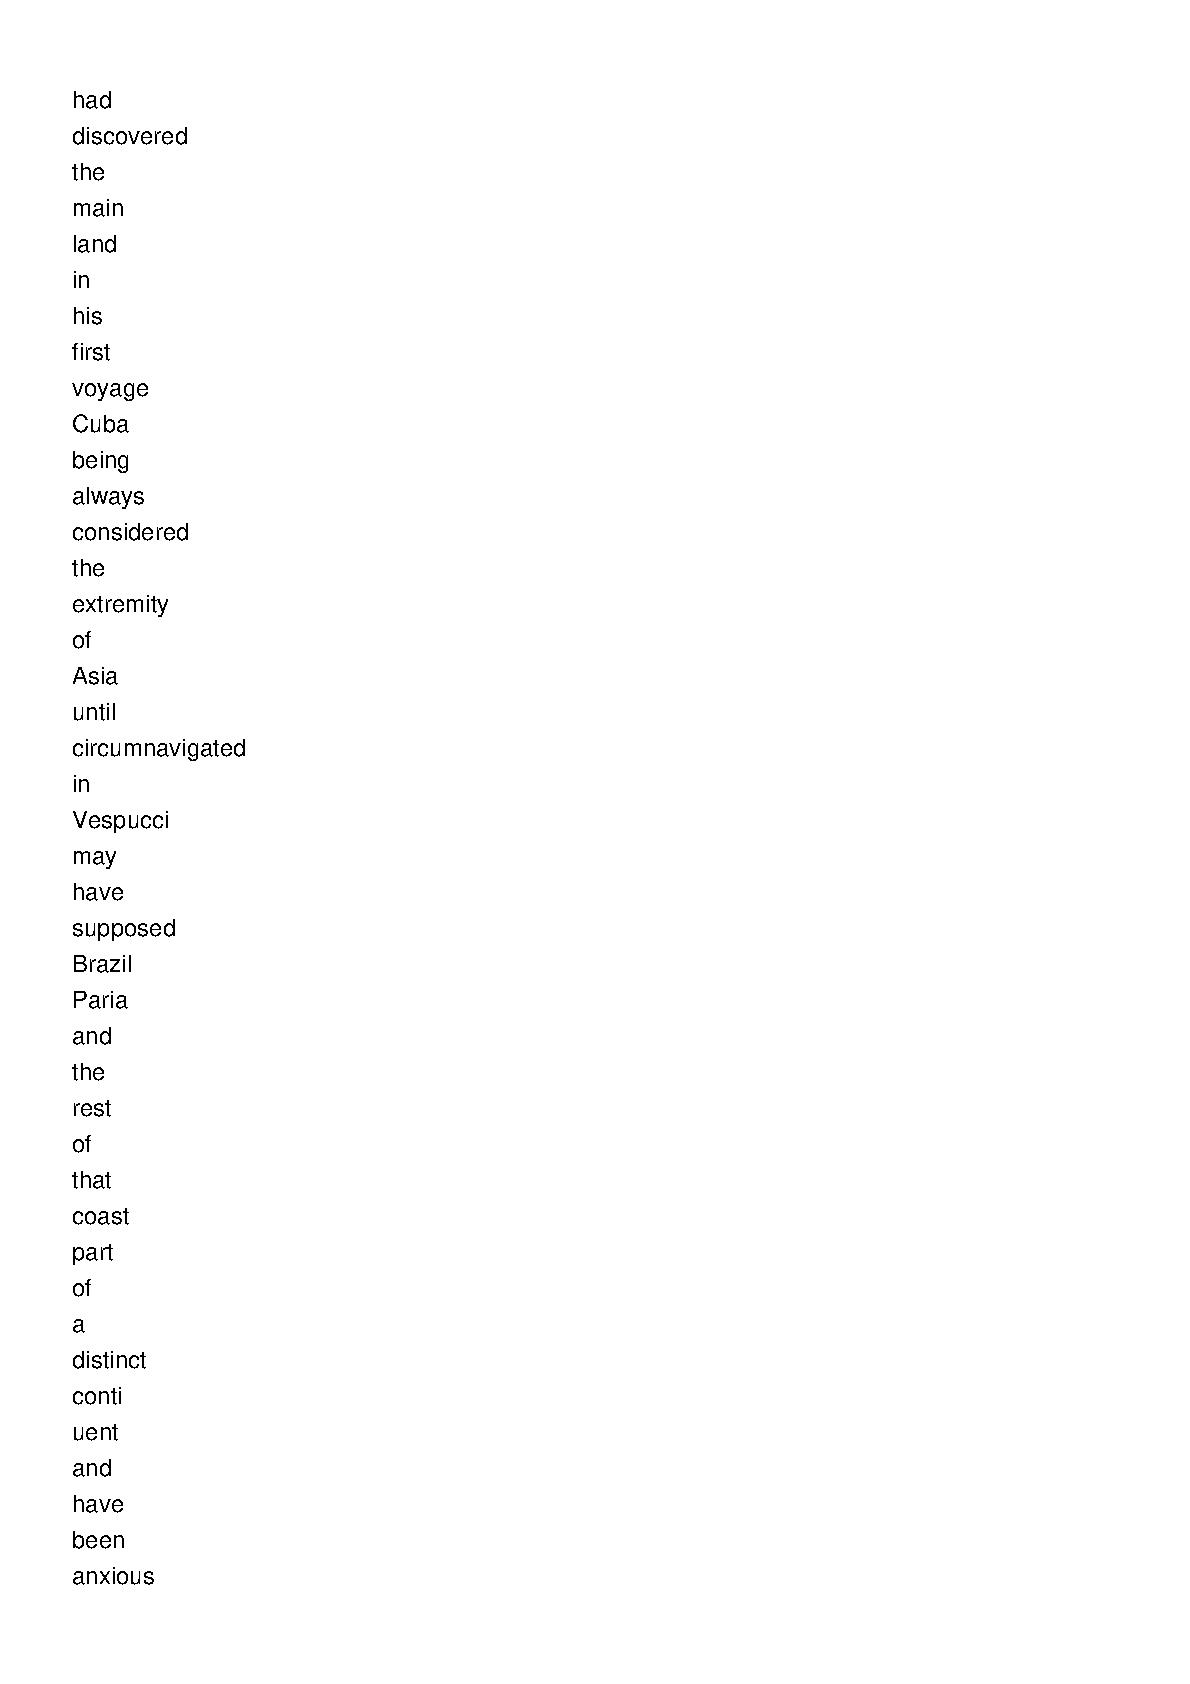 had
discovered
the
main
land
in
his
first
voyage
Cuba
being
always
considered
the
extremity
of
Asia
until
circumnavigated
in
Vespucci
may
have
supposed
Brazil
Paria
and
the
rest
of
that
coast
part
of
a
distinct
conti
uent
and
have
been
anxious